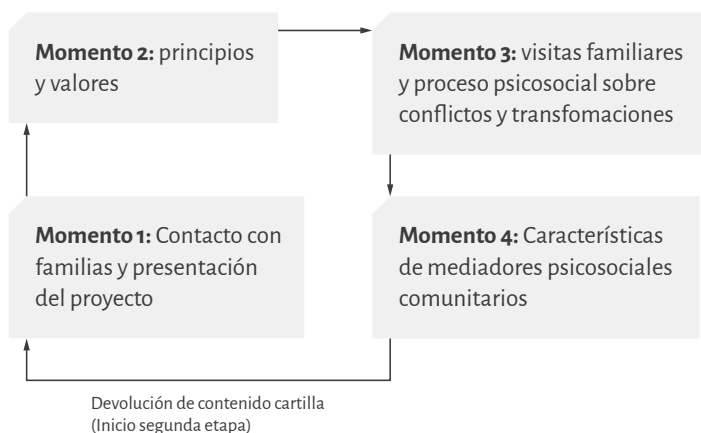 Momento 2: principios
y valores
Momento 3: visitas familiares
y proceso psicosocial sobre
conflictos y transfomaciones
Momento 1: Contacto con
familias y presentación
del proyecto
Momento 4: Características
de mediadores psicosociales
comunitarios
Devolución de contenido cartilla
(Inicio segunda etapa)